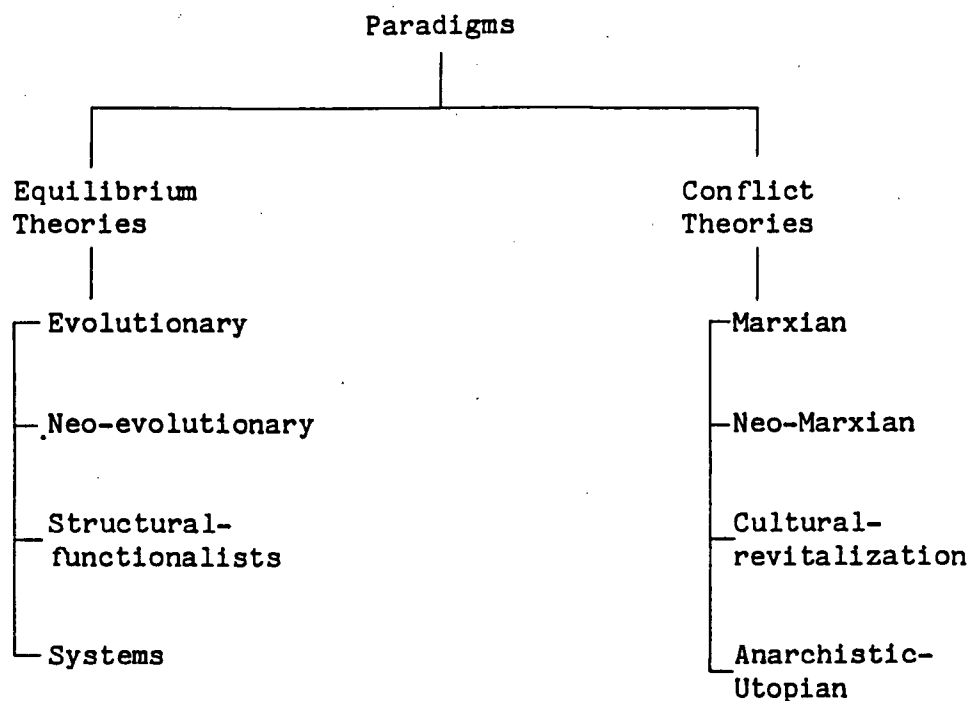 Paradigms
Equilibrium
Theories
Evolutionary
Neo-evolutionary
Structural-
functionalists
Systems
Conflict
Theories
Marxian
Neo-Marxian
Cultural-
revitalization
Anarchistic-
Utopian